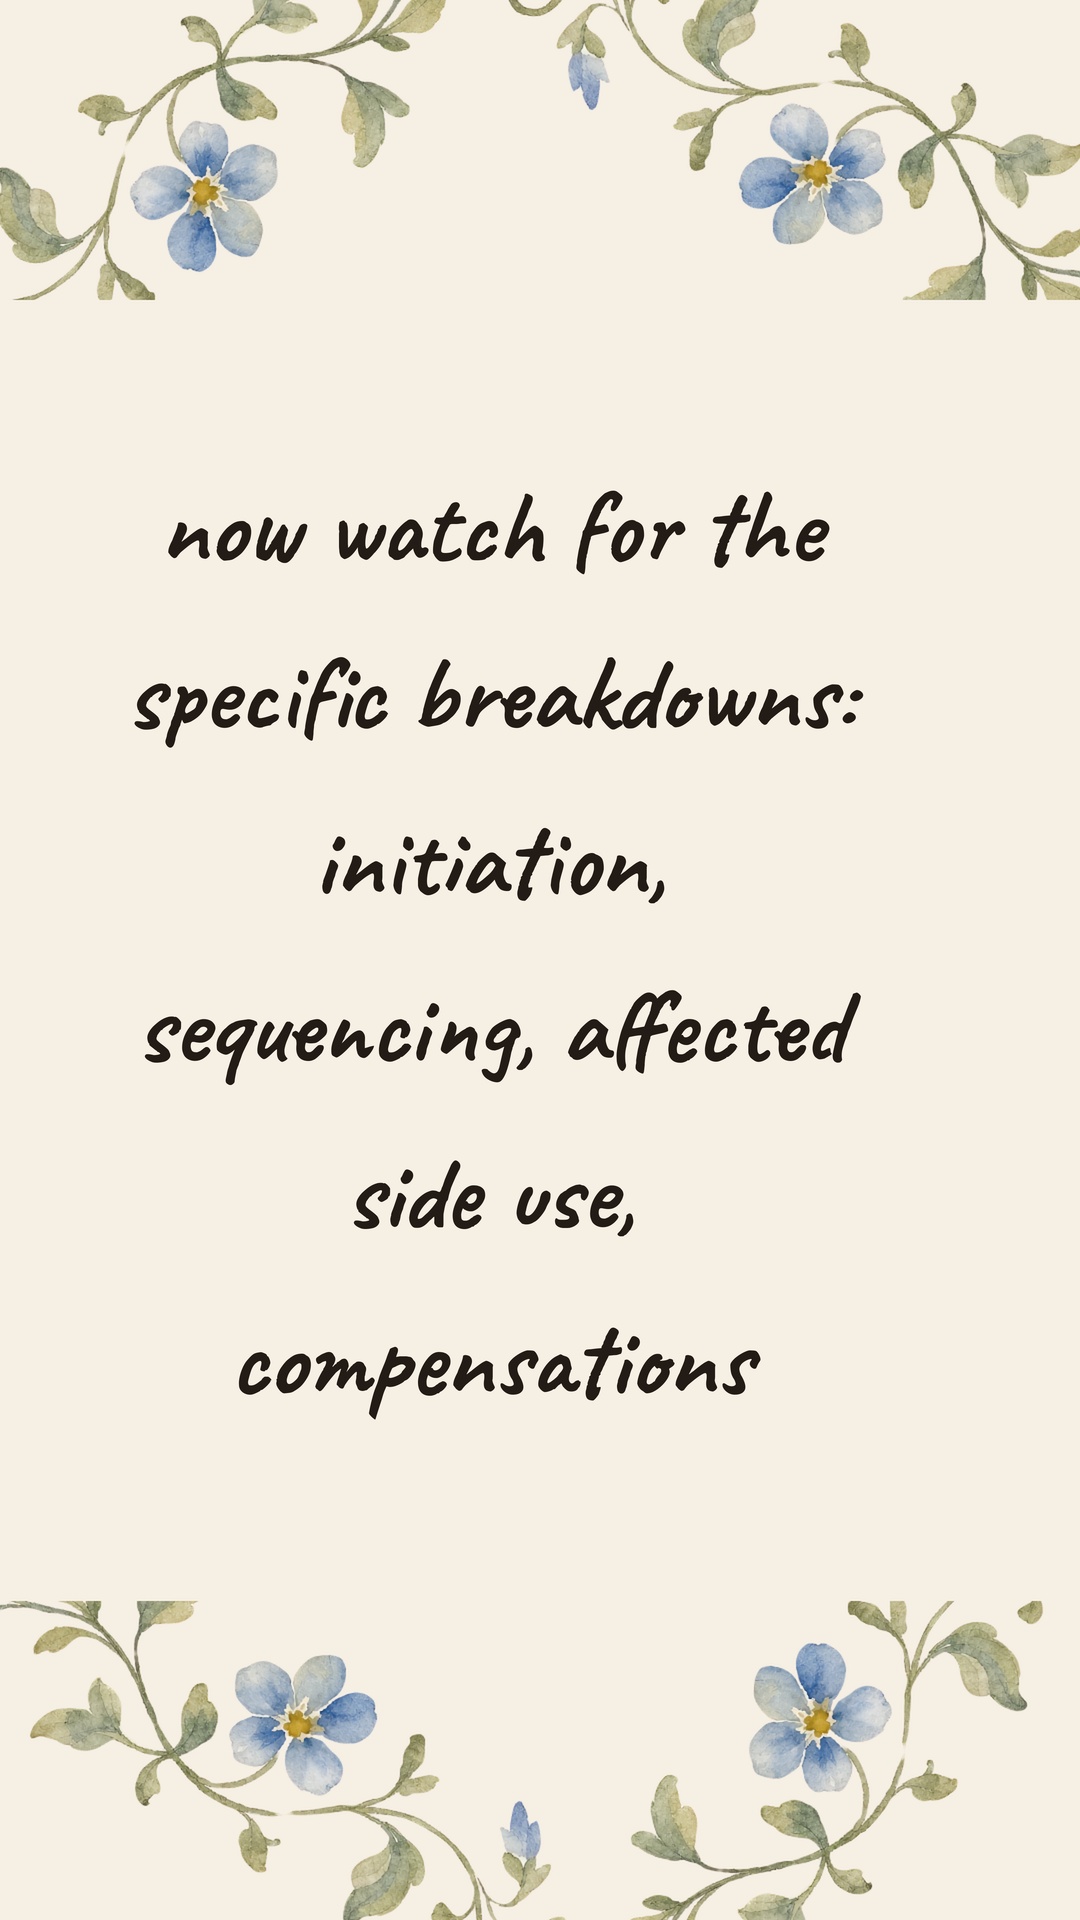 now watch for the
specific breakdowns:
initiation,
sequencing, affected
side use,
compensations